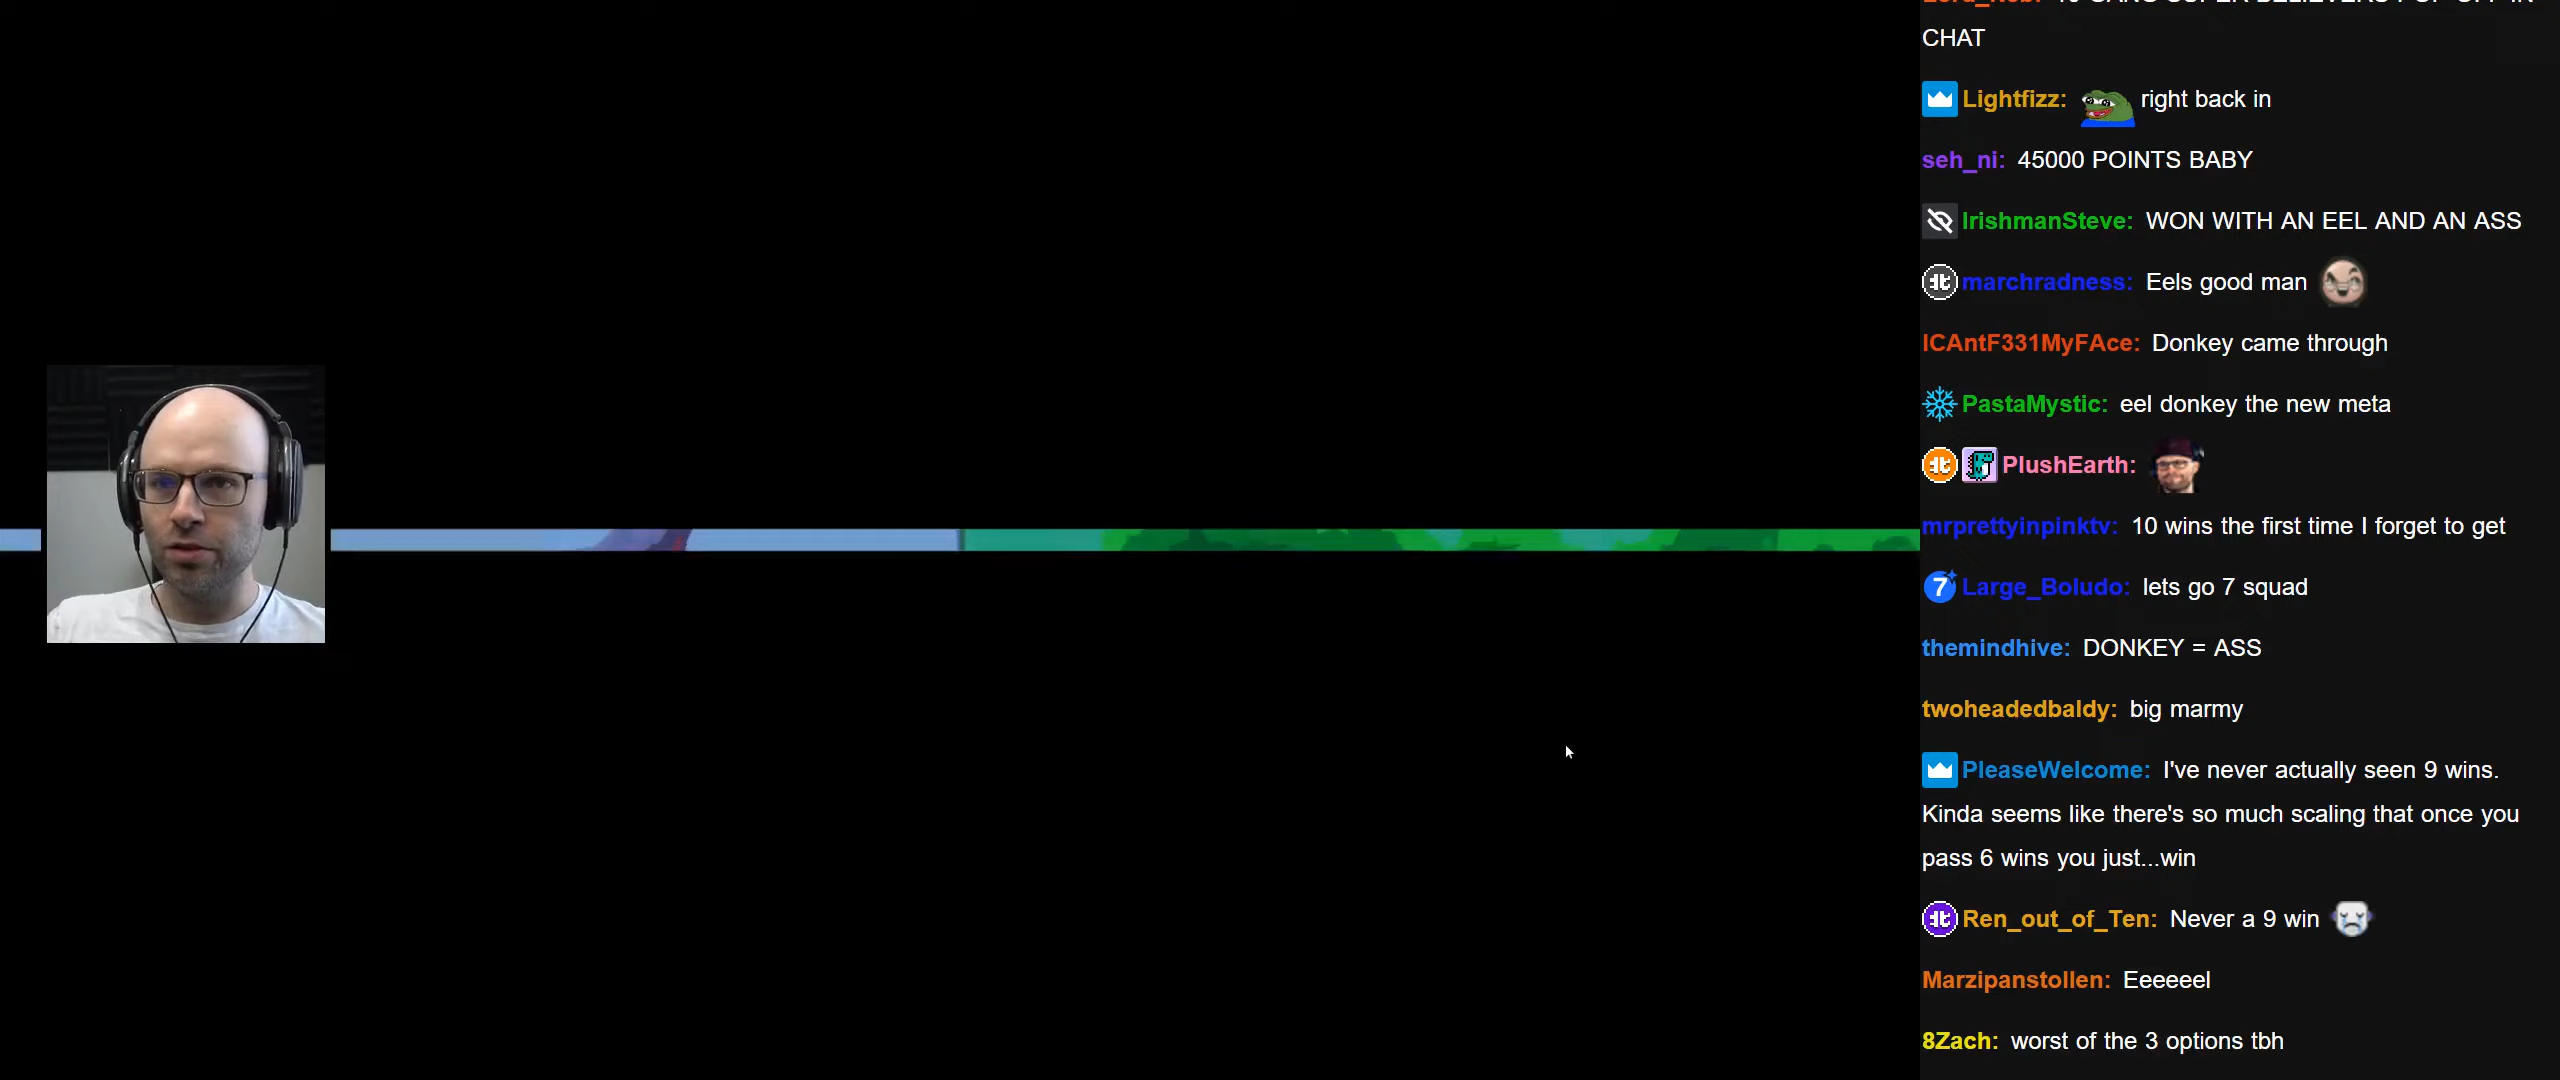 CHAT
Lightfizz: right back in
seh_ni: 45000 POINTS BABY
IrishmanSteve: WON WITH AN EEL AND AN ASS
marchradness: Eels good man
ICAntF331MyFAce: Donkey came through
PastaMystic: eel donkey the new meta
PlushEarth:
mrprettyinpinktv: 10 wins the first time I forget to get
7 Large_Boludo: lets go 7 squad
themindhive: DONKEY = ASS
twoheadedbaldy: big marmy
PleaseWelcome: I've never actually seen 9 wins.
Kinda seems like there's so much scaling that once you
pass 6 wins you just...win
Ren_out_of_Ten: Never a 9 win
Marzipanstollen: Eeeeeel
8Zach: worst of the 3 options tbh